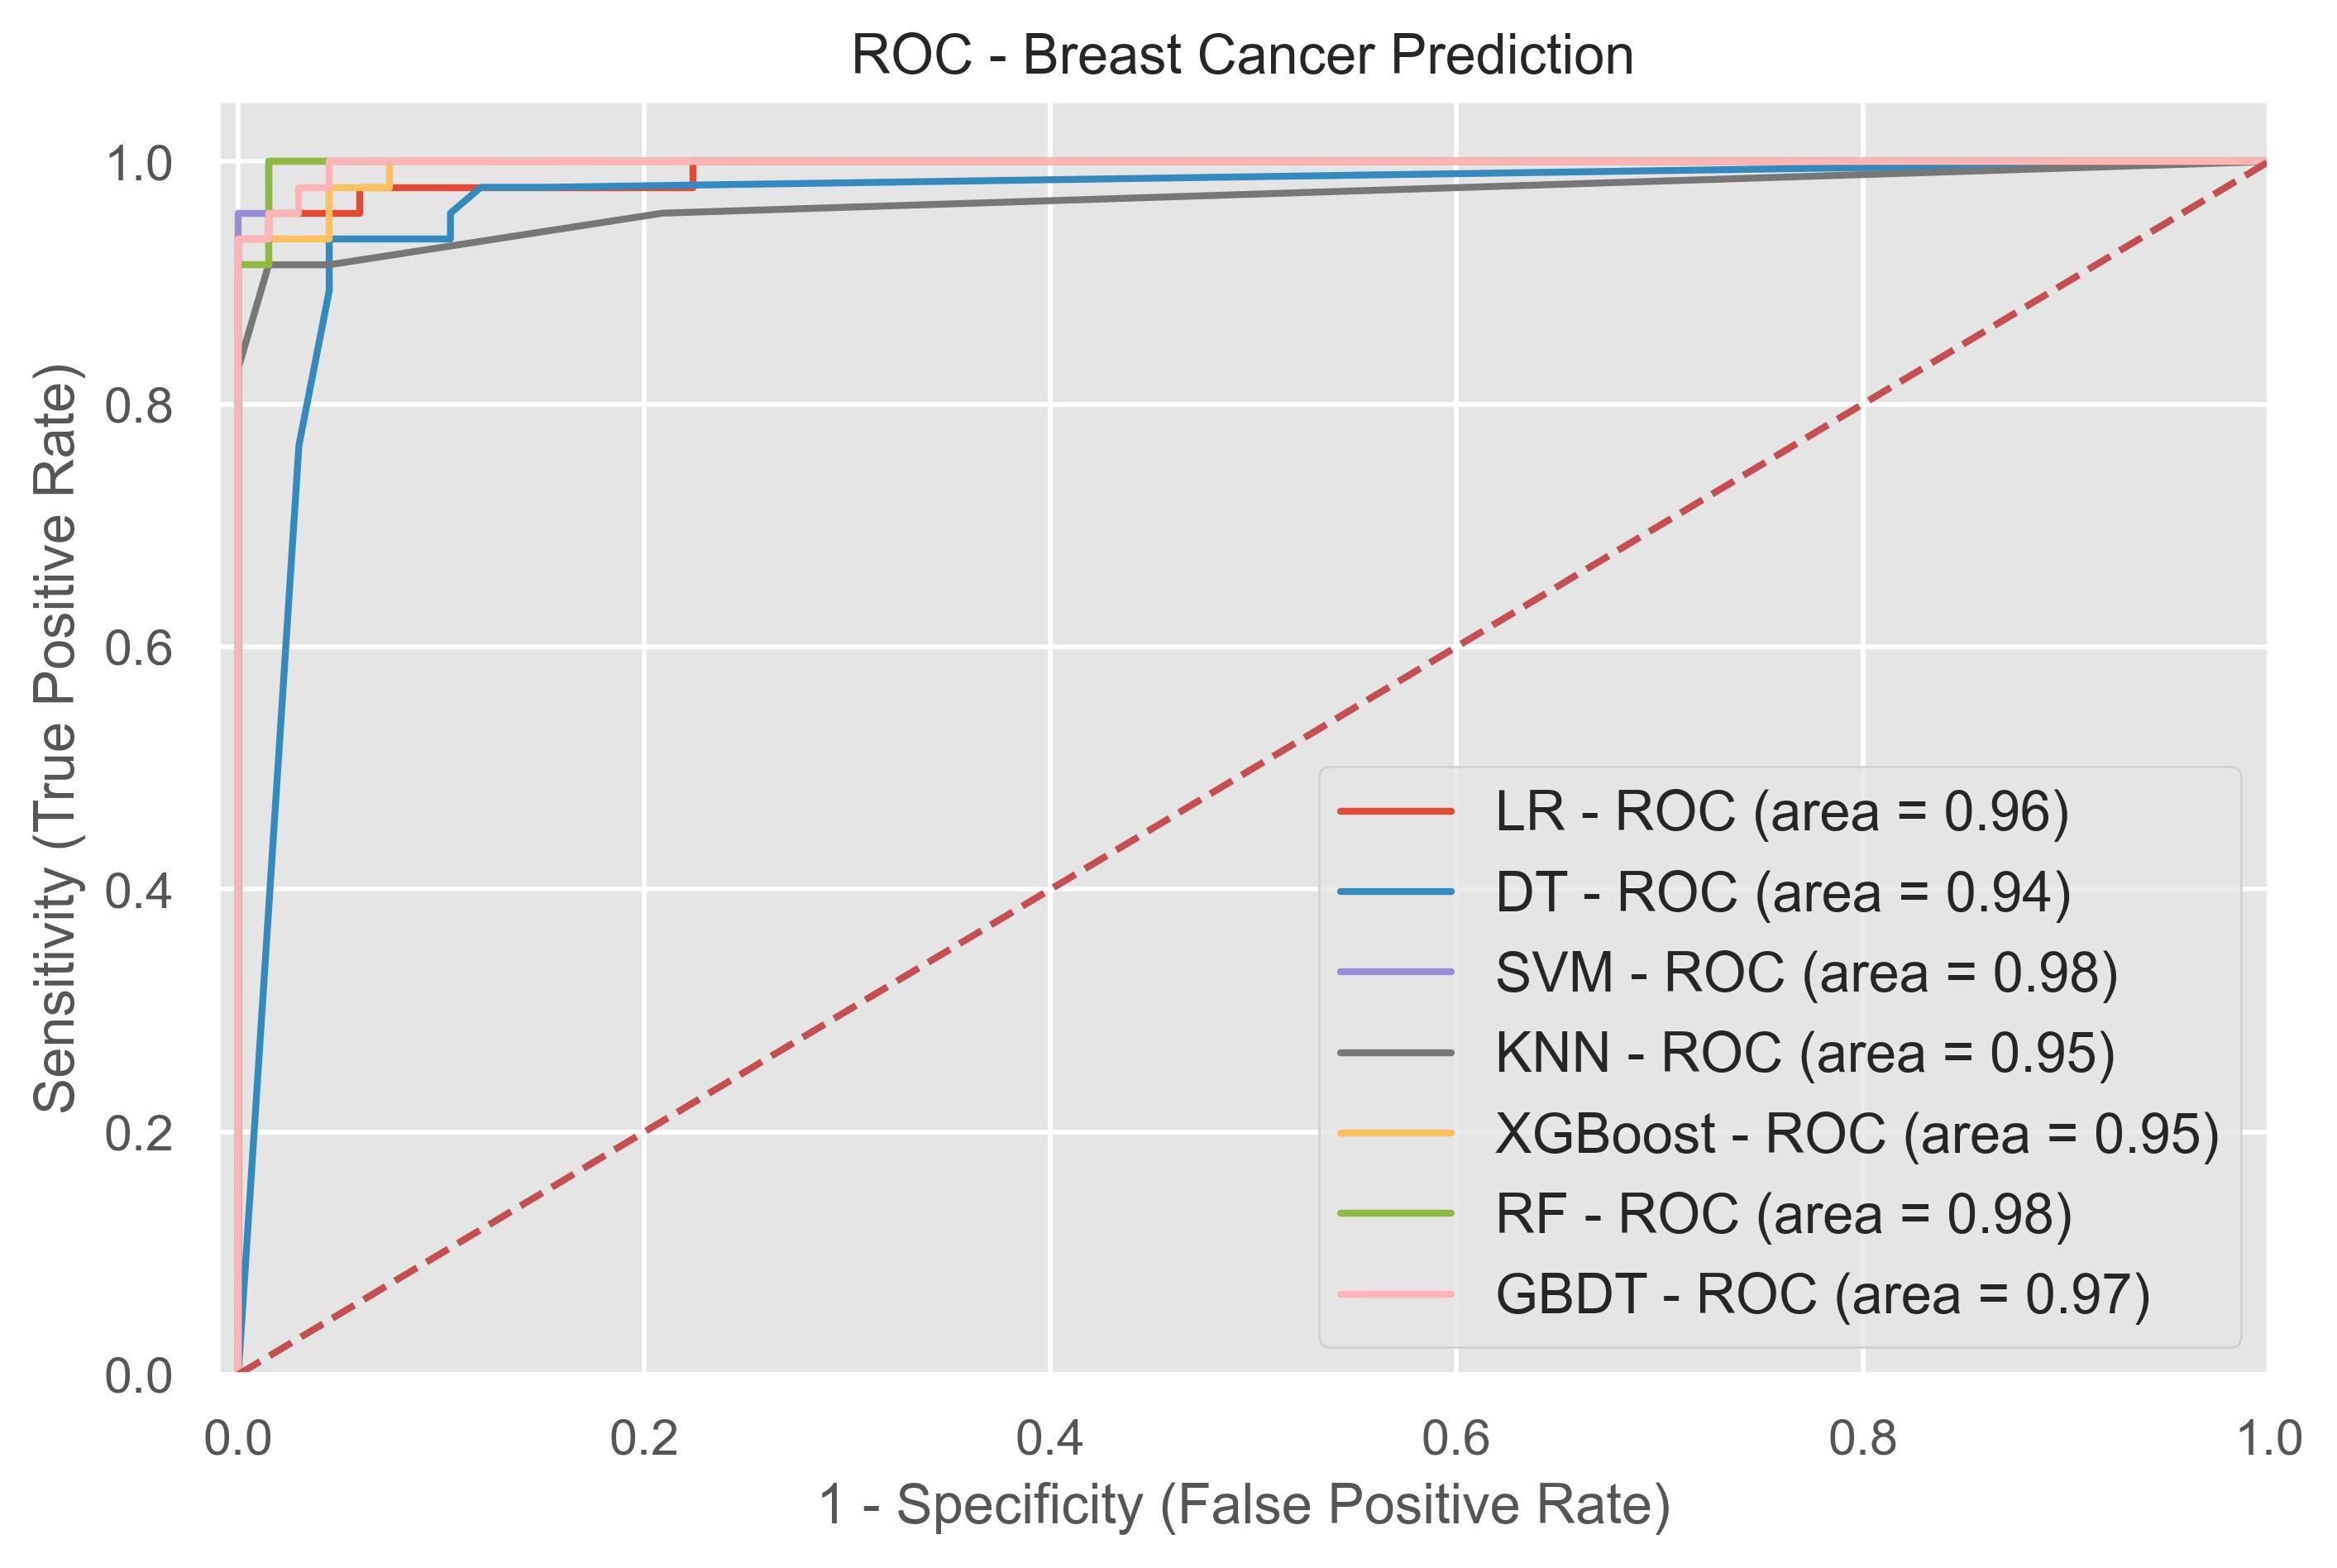 ROC - Breast Cancer Prediction
Sensitivity (True Positive Rate)
1.0
0.8
0.6
0.4
0.2
0.0
LR - ROC (area = 0.96)
DT - ROC (area = 0.94)
SVM - ROC (area = 0.98)
KNN - ROC (area = 0.95)
XGBoost - ROC (area = 0.95)
RF - ROC (area = 0.98)
GBDT - ROC (area = 0.97)
0.0 0.2 0.4 0.6 0.8 1.0
1 - Specificity (False Positive Rate)